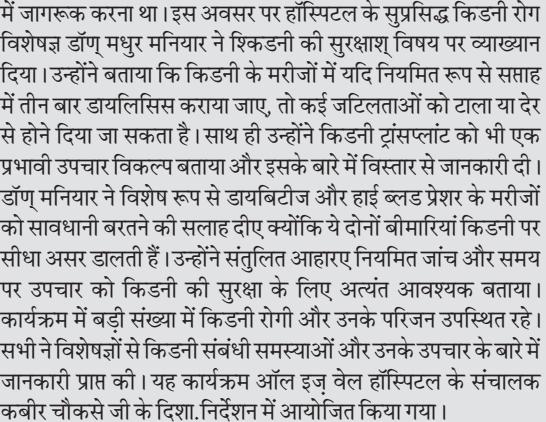 में जागरूक करना था। इस अवसर पर हॉस्पिटल के सुप्रसिद्ध किडनी रोग
विशेषज्ञ डॉण् मधुर मनियार ने श्किडनी की सुरक्षाश् विषय पर व्याख्यान
दिया। उन्होंने बताया कि किडनी के मरीजों में यदि नियमित रूप से सप्ताह
में तीन बार डायलिसिस कराया जाए, तो कई जटिलताओं को टाला या देर
से होने दिया जा सकता है। साथ ही उन्होंने किडनी ट्रांसप्लांट को भी एक
प्रभावी उपचार विकल्प बताया और इसके बारे में विस्तार से जानकारी दी।
डॉण् मनियार ने विशेष रूप से डायबिटीज और हाई ब्लड प्रेशर के मरीजों
को सावधानी बरतने की सलाह दीए क्योंकि ये दोनों बीमारियां किडनी पर
सीधा असर डालती हैं। उन्होंने संतुलित आहारए नियमित जांच और समय
पर उपचार को किडनी की सुरक्षा के लिए अत्यंत आवश्यक बताया।
कार्यक्रम में बड़ी संख्या में किडनी रोगी और उनके परिजन उपस्थित रहे।
सभी ने विशेषज्ञों से किडनी संबंधी समस्याओं और उनके उपचार के बारे में
जानकारी प्राप्त की। यह कार्यक्रम ऑल इज़ वेल हॉस्पिटल के संचालक
कबीर चौकसे जी के दिशा.निर्देशन में आयोजित किया गया।